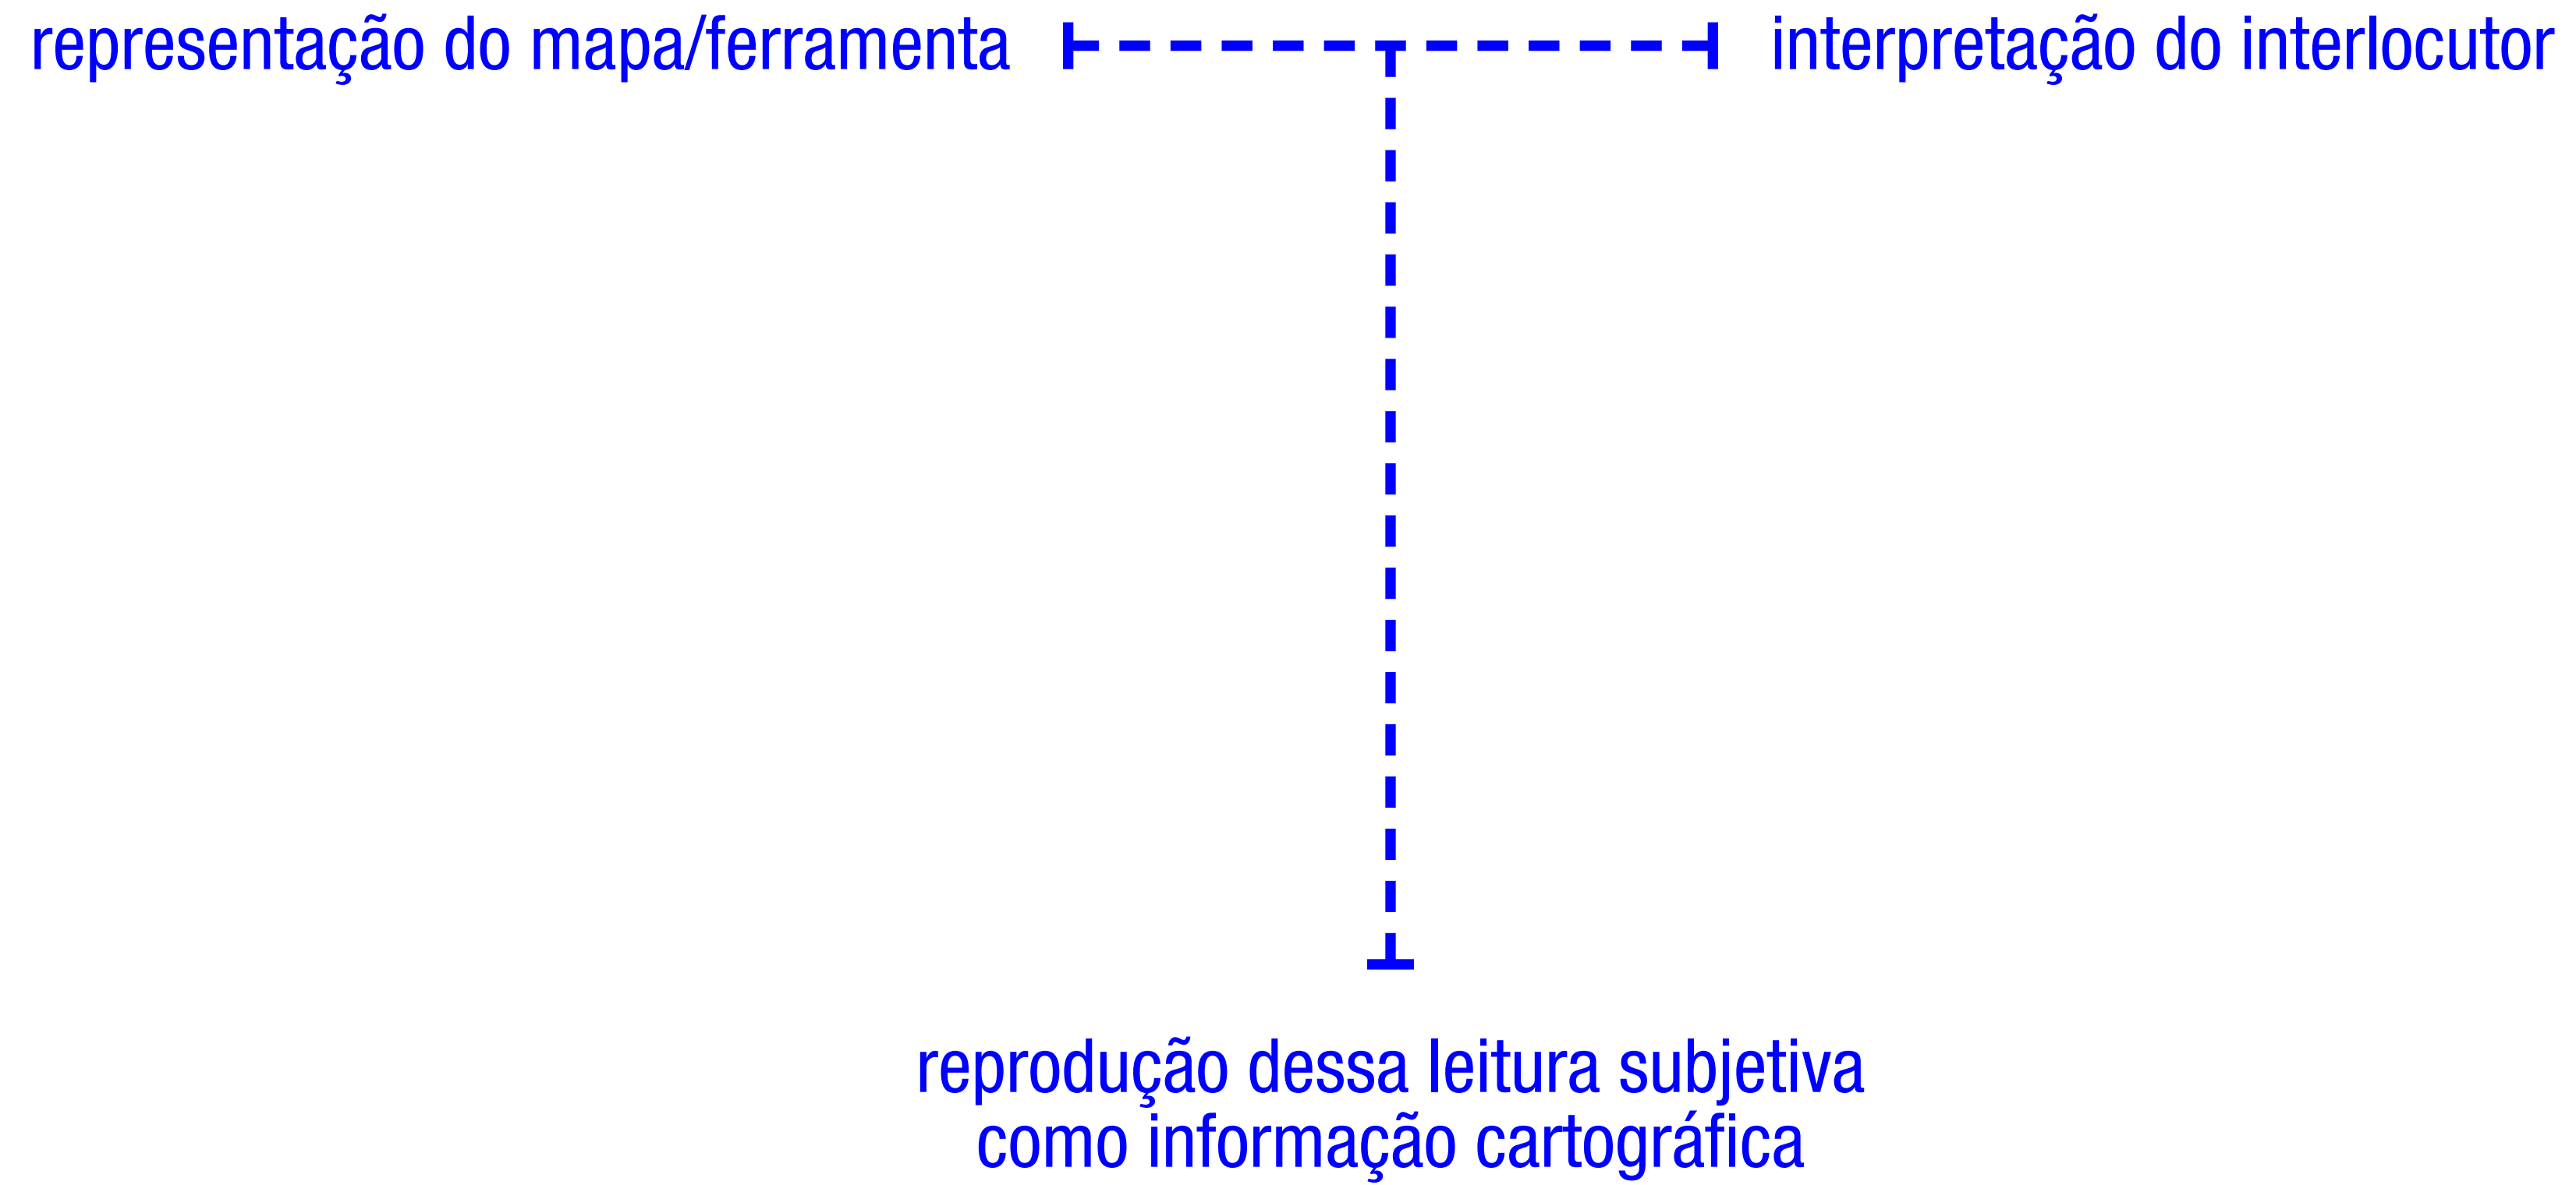 representação do mapa/ferramenta
interpretação do interlocutor
reprodução dessa leitura subjetiva
como informação cartográfica